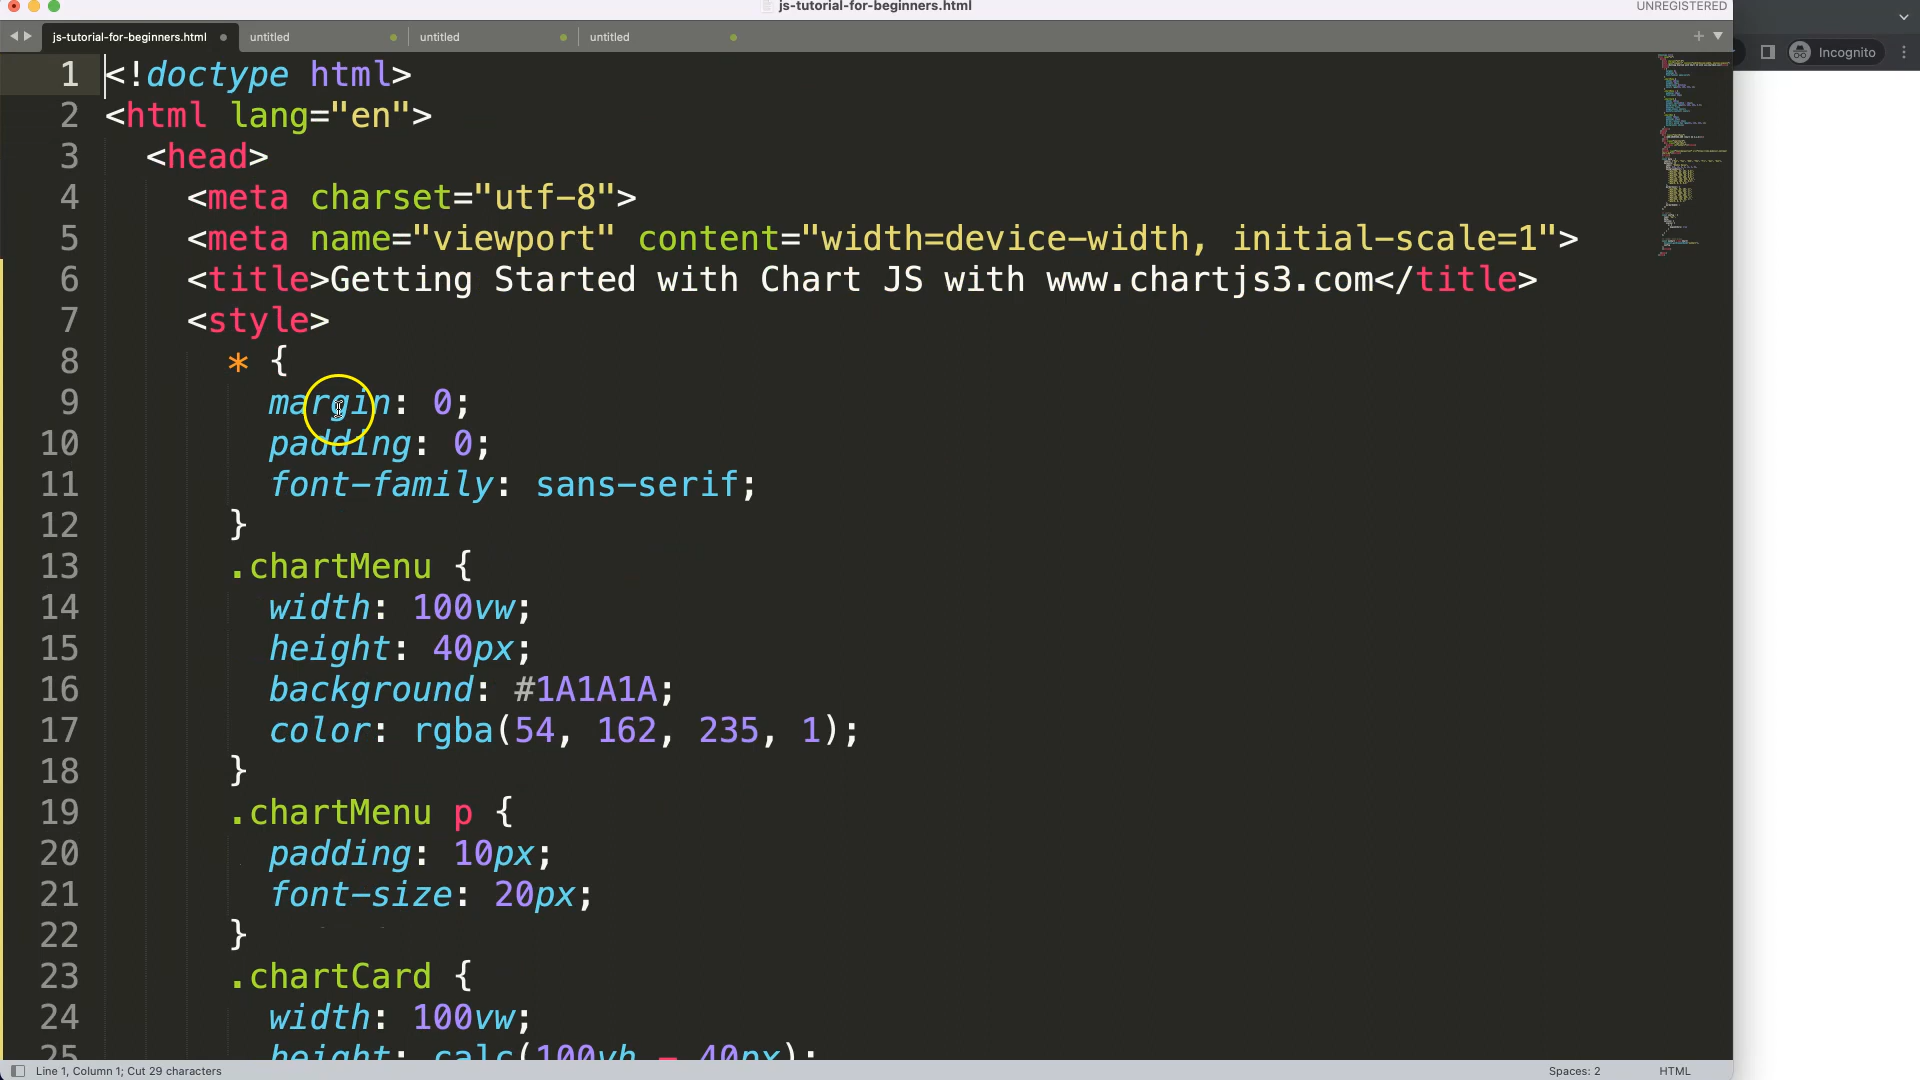 js-tutorial-for-beginners.html
UNREGISTERED
js-tutorial-for-beginners.html
untitled
untitled
untitled
Incognito
1 <!doctype html>
2 <html lang="en">
3 <head>
4 <meta charset="utf-8">
5 <meta name="viewport" content="width=device-width, initial-scale=1">
6 <title>Getting Started with Chart JS with www.chartjs3.com</title>
7 <style>
8 * {
9 margin: 0;
10 padding: 0;
11 font-family: sans-serif;
12 }
13 .chartMenu {
14 width: 100vw;
15 height: 40px;
16 background: #1A1A1A;
17 color: rgba(54, 162, 235, 1);
18 }
19 .chartMenu p {
20 padding: 10px;
21 font-size: 20px;
22 }
23 .chartCard {
24 width: 100vw;
25 height: calc(100vh - 40px);
Line 1, Column 1; Cut 29 characters
Spaces: 2
HTML